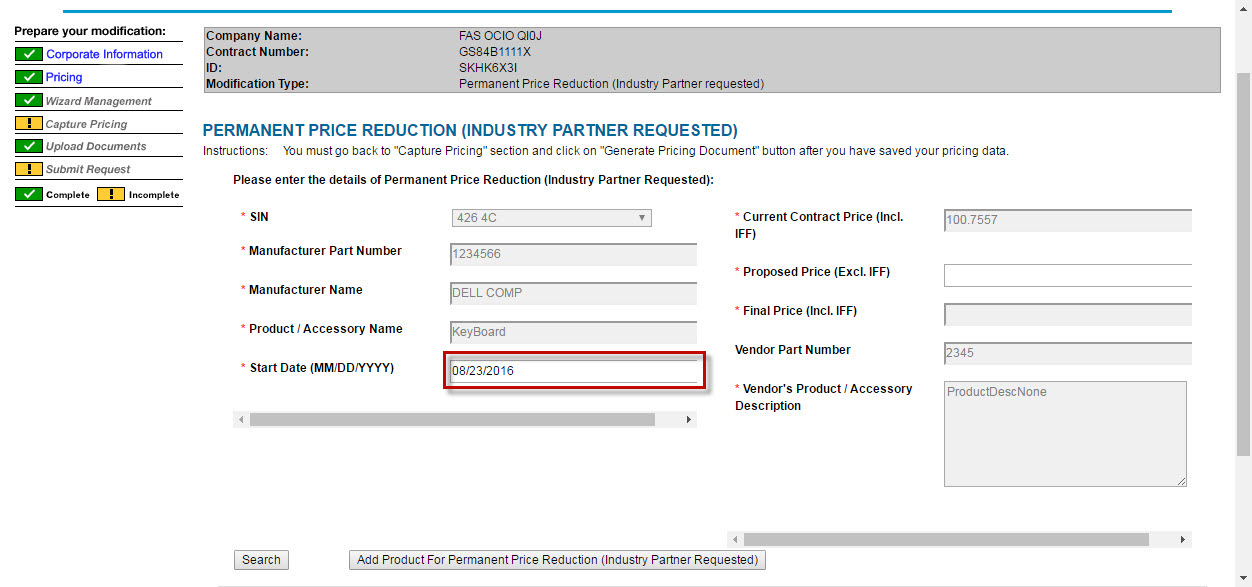 Prepare your modification:
Corporate Information
Pricing
Wizard Management
! Capture Pricing
Upload Documents
! Submit Request
Complete ! Incomplete
Company Name: FAS OCIO QI0J
Contract Number: GS84B1111X
ID: SKHK6X3I
Modification Type: Permanent Price Reduction (Industry Partner requested)
PERMANENT PRICE REDUCTION (INDUSTRY PARTNER REQUESTED)
Instructions: You must go back to "Capture Pricing" section and click on "Generate Pricing Document" button after you have saved your pricing data.
Please enter the details of Permanent Price Reduction (Industry Partner Requested):
* SIN 426 4C
* Manufacturer Part Number 1234566
* Manufacturer Name DELL COMP
* Product / Accessory Name KeyBoard
* Start Date (MM/DD/YYYY) 08/23/2016
* Current Contract Price (Incl. 100.7557
IFF)
* Proposed Price (Excl. IFF)
* Final Price (Incl. IFF)
Vendor Part Number 2345
* Vendor's Product / Accessory ProductDescNone
Description
Search Add Product For Permanent Price Reduction (Industry Partner Requested)